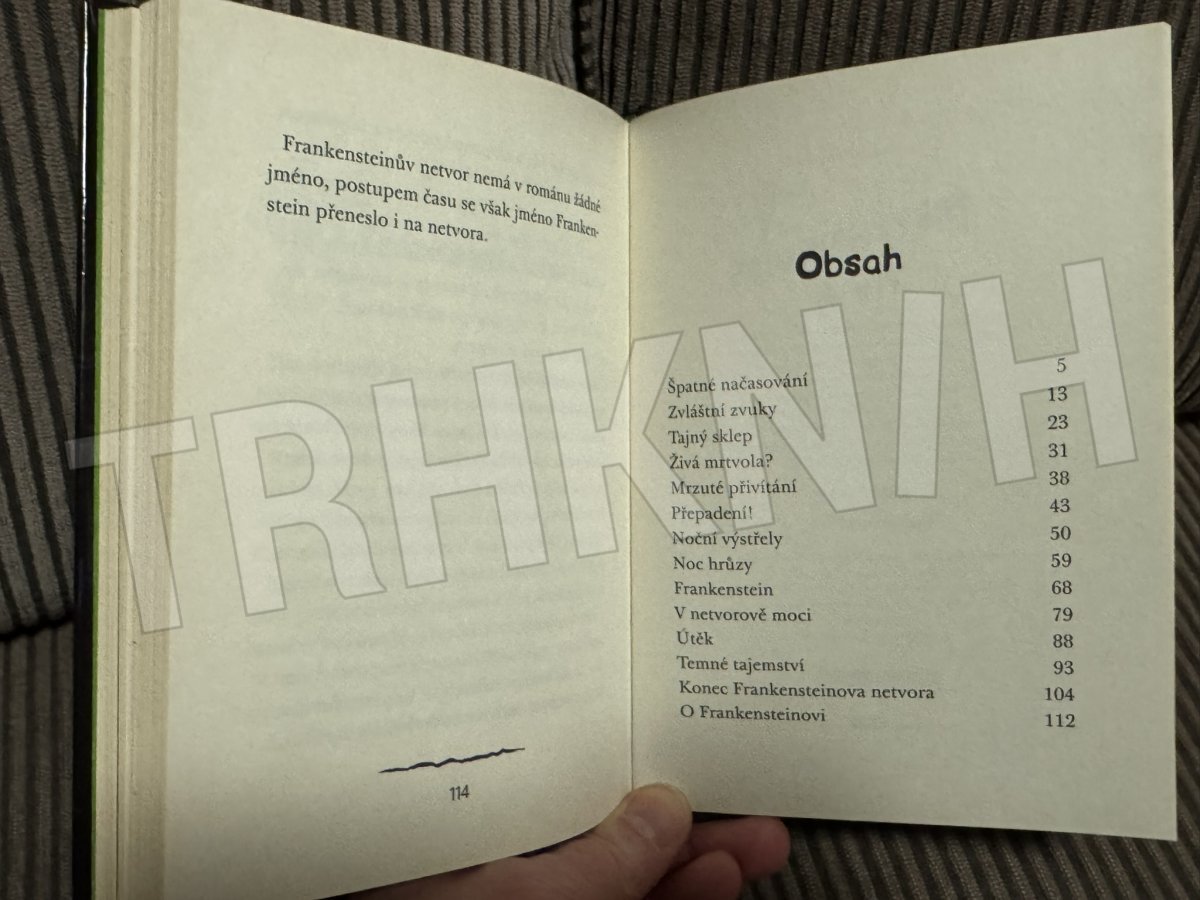 Frankensteinův netvor nemá v románu žádné
jméno, postupem času se však jméno Franken-
stein přeneslo i na netvora.
114
Obsah
Špatné načasování 5
Zvláštní zvuky 13
Tajný sklep 23
Živá mrtvola? 31
Mrzuté přivítání 38
Přepadení! 43
Noční výstřely 50
Noc hrůzy 59
Frankenstein 68
V netvorově moci 79
Útěk 88
Temné tajemství 93
Konec Frankensteinova netvora 104
O Frankensteinovi 112
TRHKNIH